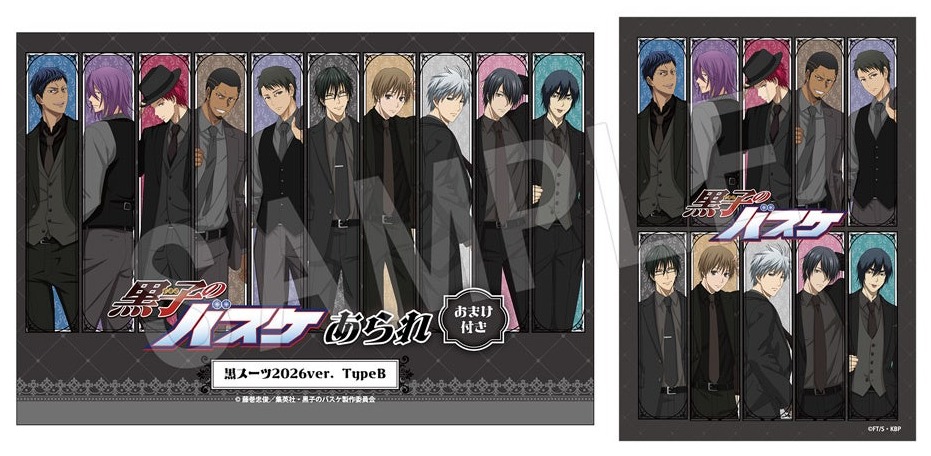 黒子の
バスケ
あられ
おまけ
付き
黒スーツ2026ver. TypeB
© 藤巻忠俊／集英社・黒子のバスケ製作委員会
SAMPLE
黒子の
バスケ
©FT/S・KBP